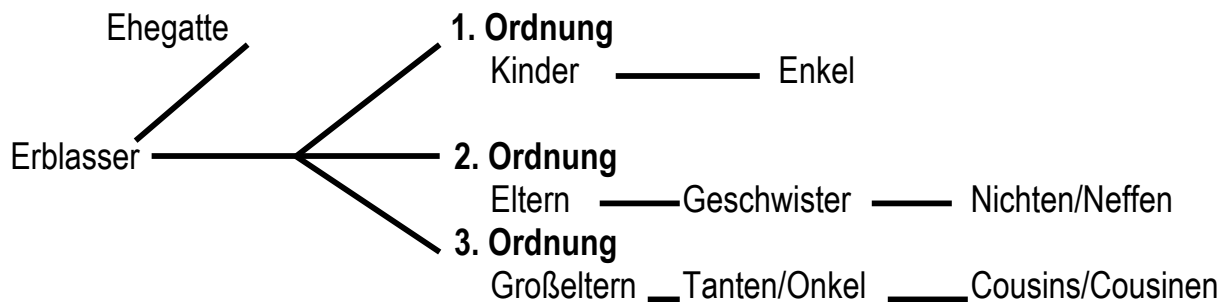 Ehegatte
1. Ordnung
Kinder Enkel
Erblasser
2. Ordnung
Eltern Geschwister Nichten/Neffen
3. Ordnung
Großeltern Tanten/Onkel Cousins/Cousinen